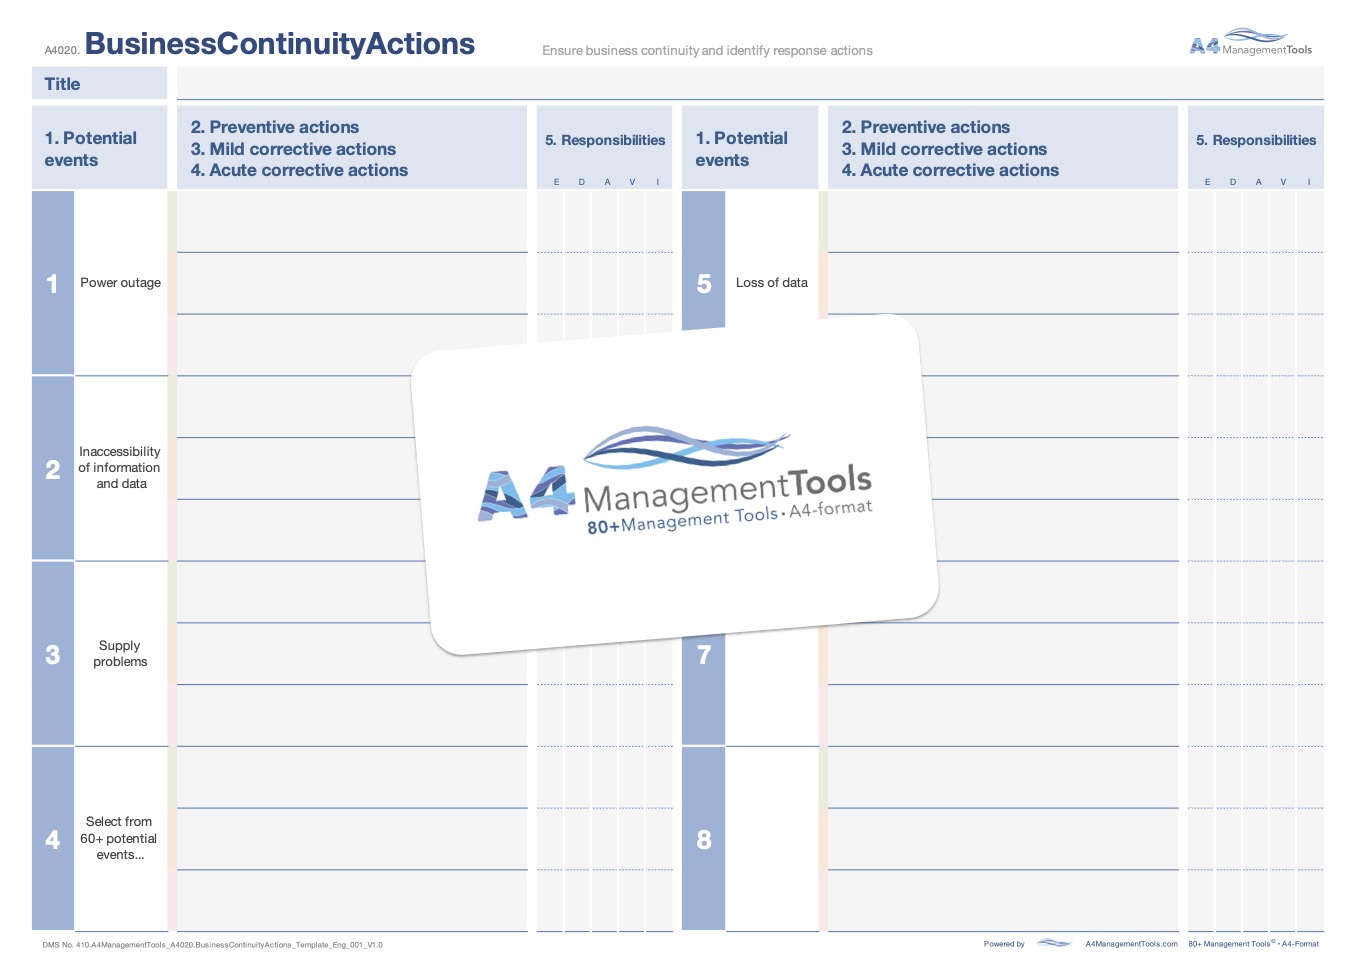 A4020. BusinessContinuityActions
Ensure business continuity and identify response actions
A4 ManagementTools
Title
1. Potential
events
2. Preventive actions
3. Mild corrective actions
4. Acute corrective actions
5. Responsibilities
E D A V I
1. Potential
events
2. Preventive actions
3. Mild corrective actions
4. Acute corrective actions
5. Responsibilities
E D A V I
1
Power outage
5
Loss of data
2
Inaccessibility
of information
and data
A4 ManagementTools
80+Management Tools • A4-format
3
Supply
problems
7
4
Select from
60+ potential
events...
8
DMS No. 410.A4ManagementTools_A4020.BusinessContinuityActions_Template_Eng_001_V1.0
Powered by
A4ManagementTools.com
80+ Management Tools© • A4-Format